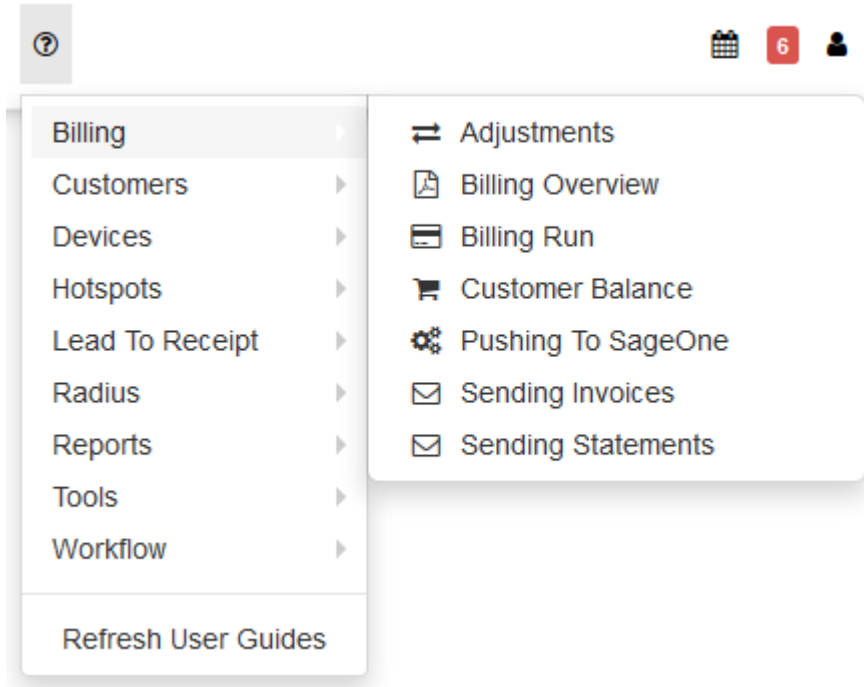 6
Billing
Customers
Devices
Hotspots
Lead To Receipt
Radius
Reports
Tools
Workflow
Refresh User Guides
Adjustments
Billing Overview
Billing Run
Customer Balance
Pushing To SageOne
Sending Invoices
Sending Statements